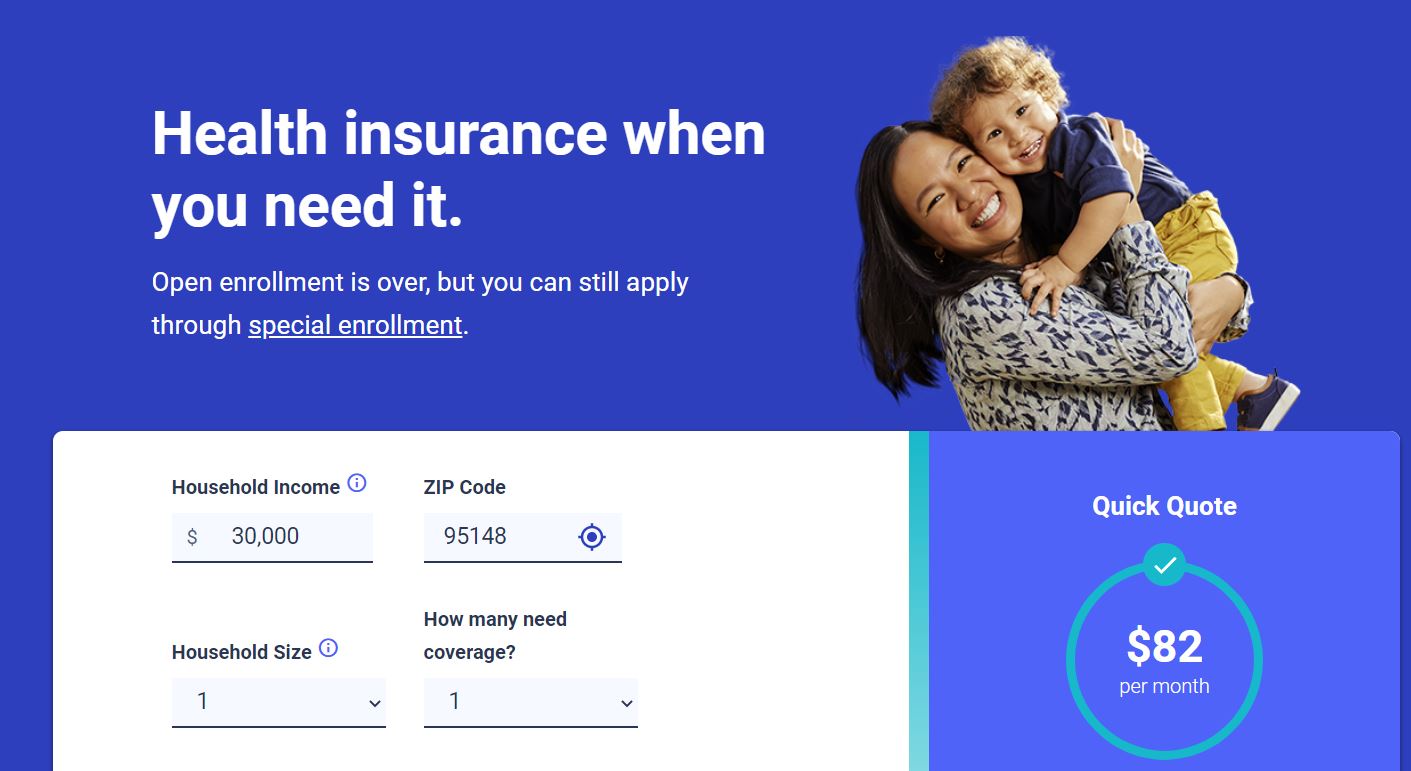 Health insurance when
you need it.
Open enrollment is over, but you can still apply
through special enrollment.
Household Income
ZIP Code
$ 30,000
95148
How many need
coverage?
Household Size
1
1
Quick Quote
$82
per month